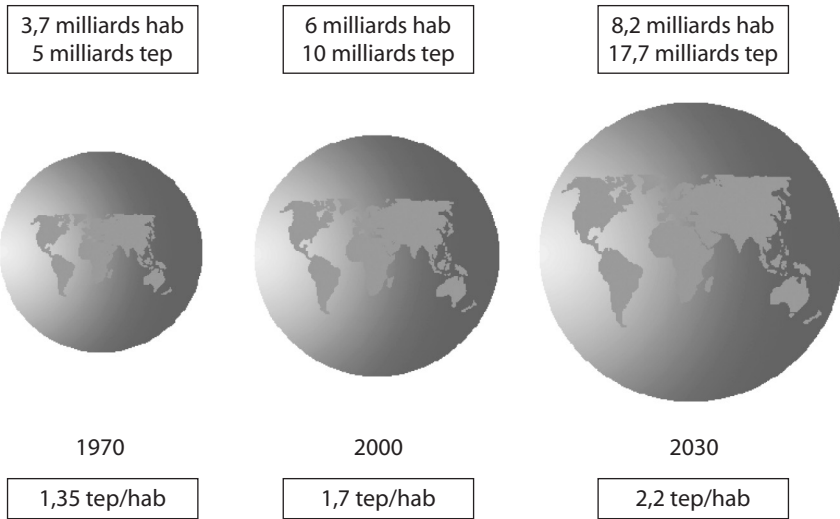 3,7 milliards hab
5 milliards tep
6 milliards hab
10 milliards tep
8,2 milliards hab
17,7 milliards tep
1970
2000
2030
1,35 tep/hab
1,7 tep/hab
2,2 tep/hab